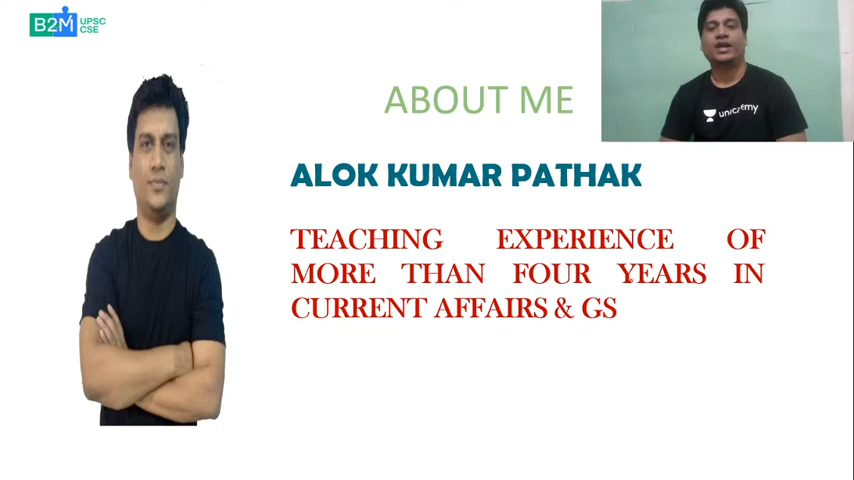 B2M UPSC
CSE
unacademy
ABOUT ME
ALOK KUMAR PATHAK
TEACHING EXPERIENCE OF
MORE THAN FOUR YEARS IN
CURRENT AFFAIRS & GS